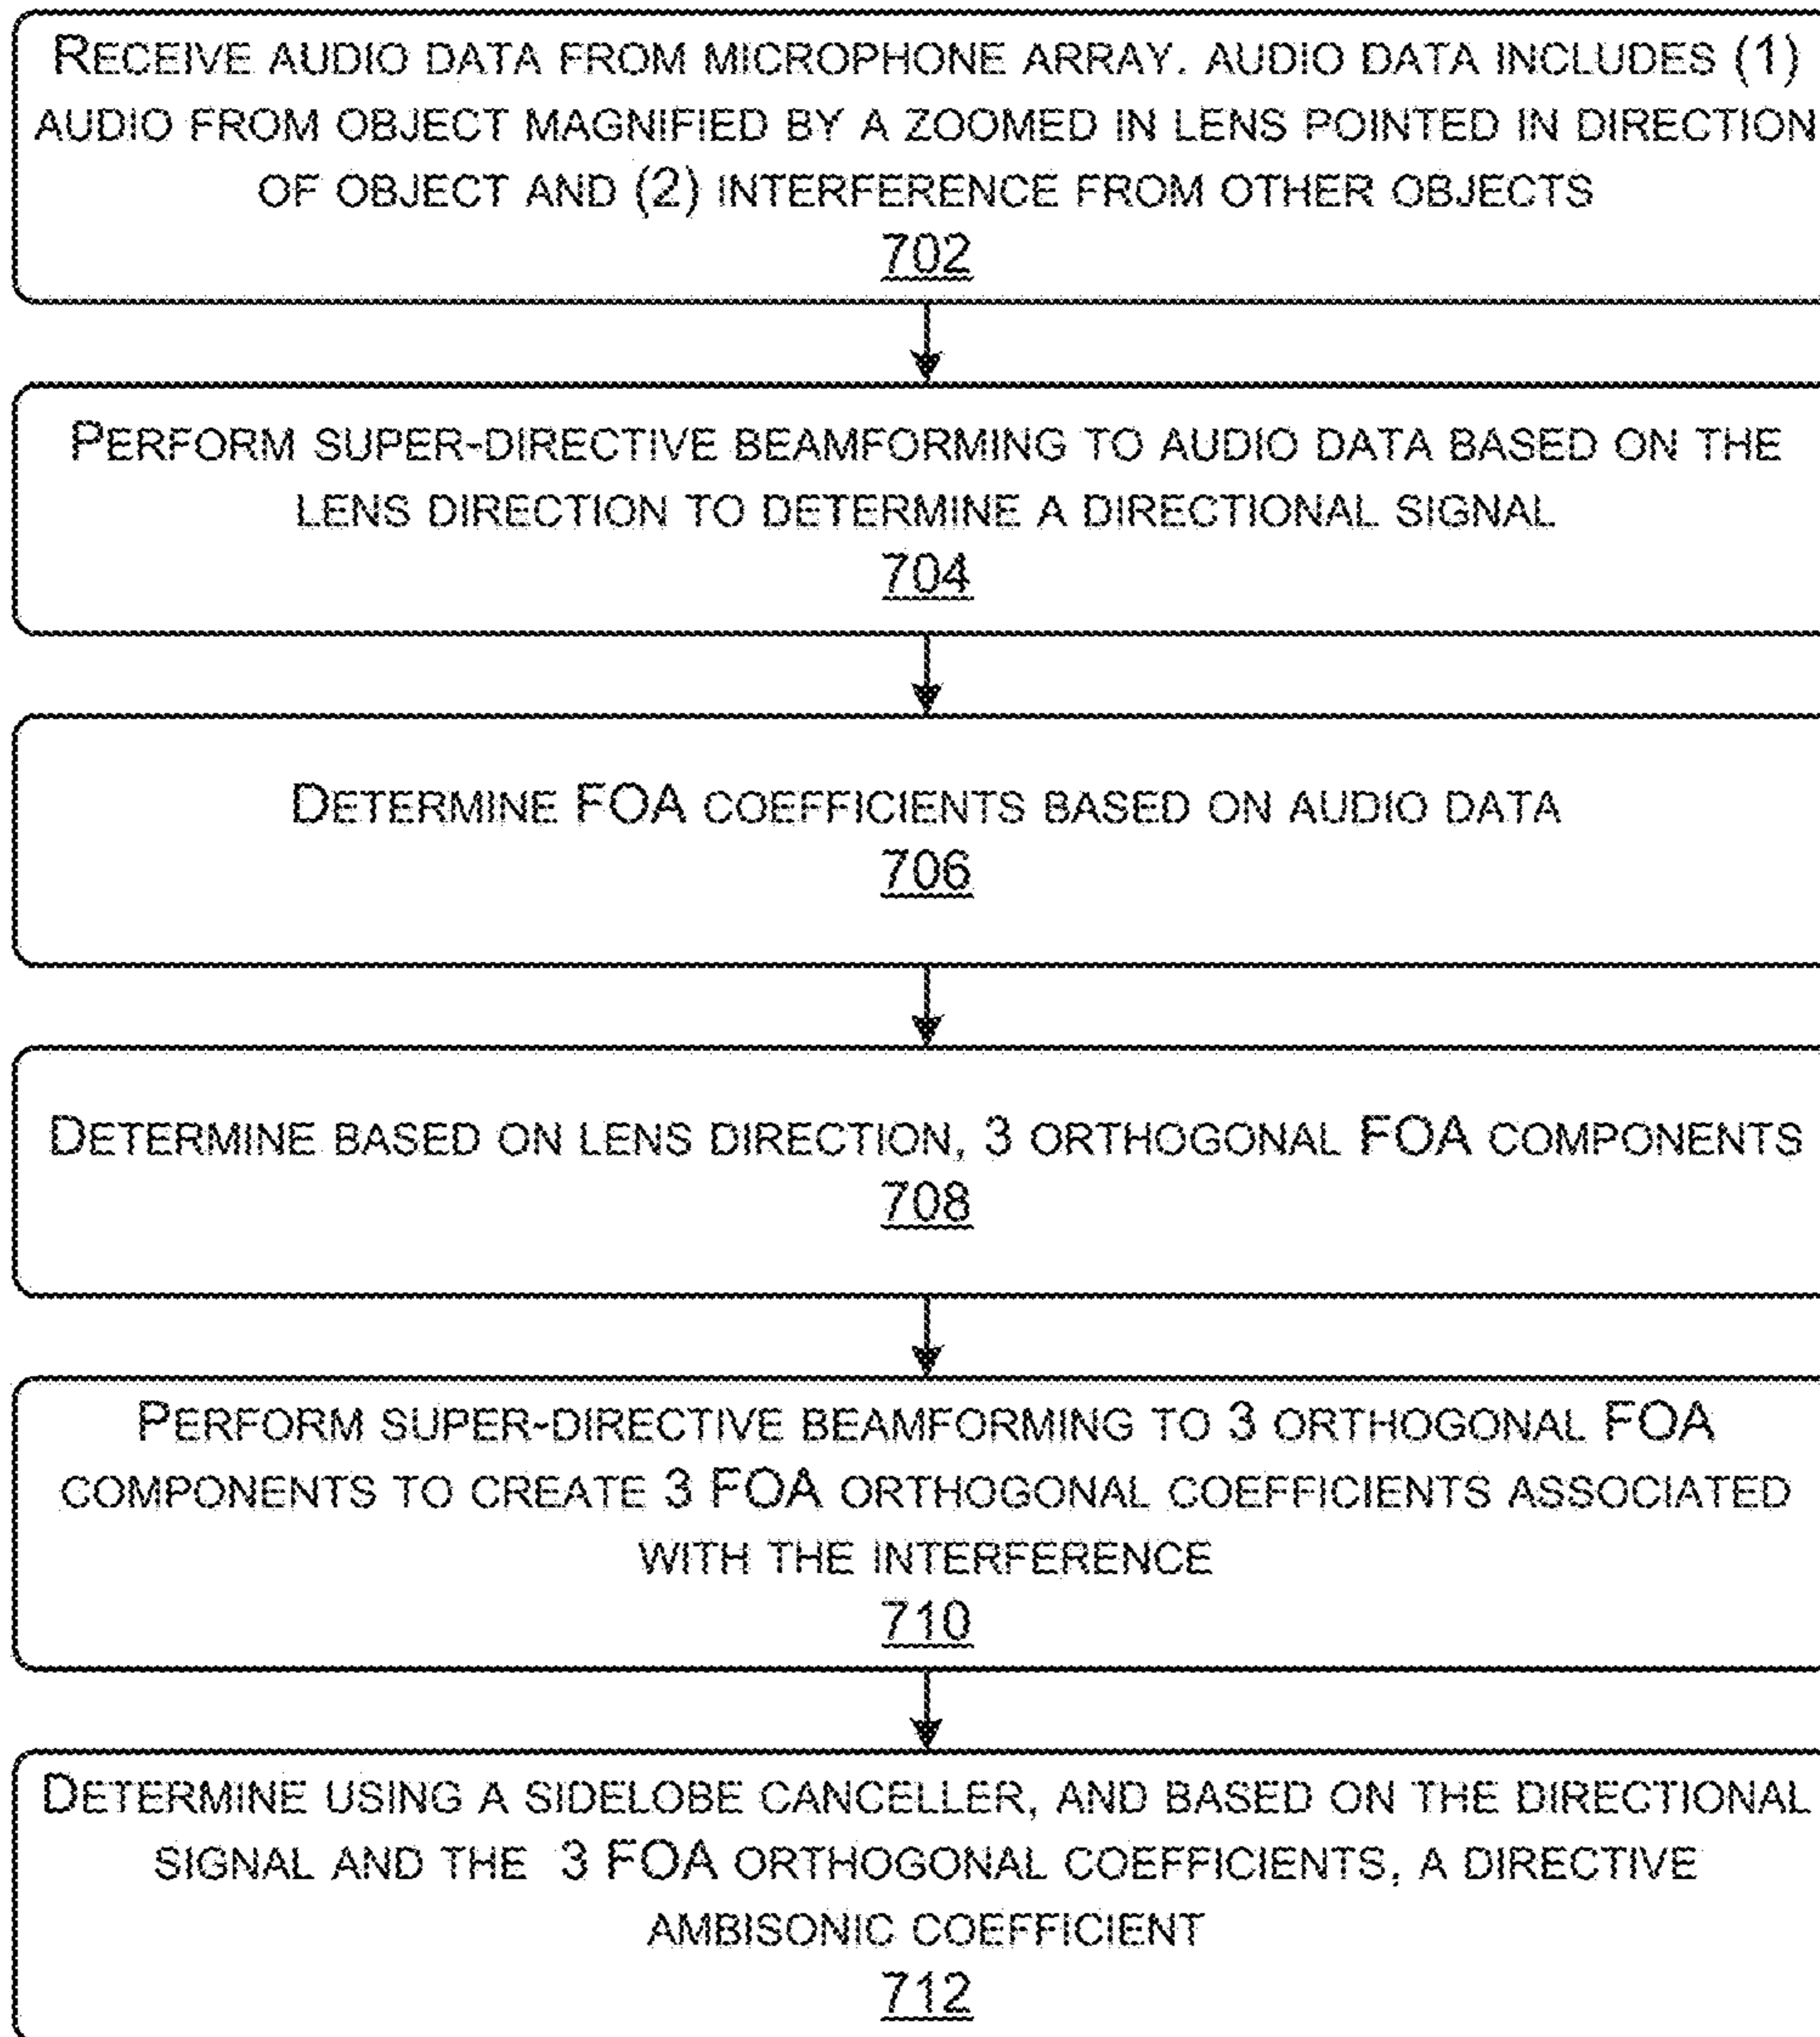 RECEIVE AUDIO DATA FROM MICROPHONE ARRAY. AUDIO DATA INCLUDES (1)
AUDIO FROM OBJECT MAGNIFIED BY A ZOOMED IN LENS POINTED IN DIRECTION
OF OBJECT AND (2) INTERFERENCE FROM OTHER OBJECTS
702
PERFORM SUPER-DIRECTIVE BEAMFORMING TO AUDIO DATA BASED ON THE
LENS DIRECTION TO DETERMINE A DIRECTIONAL SIGNAL
704
DETERMINE FOA COEFFICIENTS BASED ON AUDIO DATA
706
DETERMINE BASED ON LENS DIRECTION, 3 ORTHOGONAL FOA COMPONENTS
708
PERFORM SUPER-DIRECTIVE BEAMFORMING TO 3 ORTHOGONAL FOA
COMPONENTS TO CREATE 3 FOA ORTHOGONAL COEFFICIENTS ASSOCIATED
WITH THE INTERFERENCE
710
DETERMINE USING A SIDELOBE CANCELLER, AND BASED ON THE DIRECTIONAL
SIGNAL AND THE 3 FOA ORTHOGONAL COEFFICIENTS, A DIRECTIVE
AMBISONIC COEFFICIENT
712